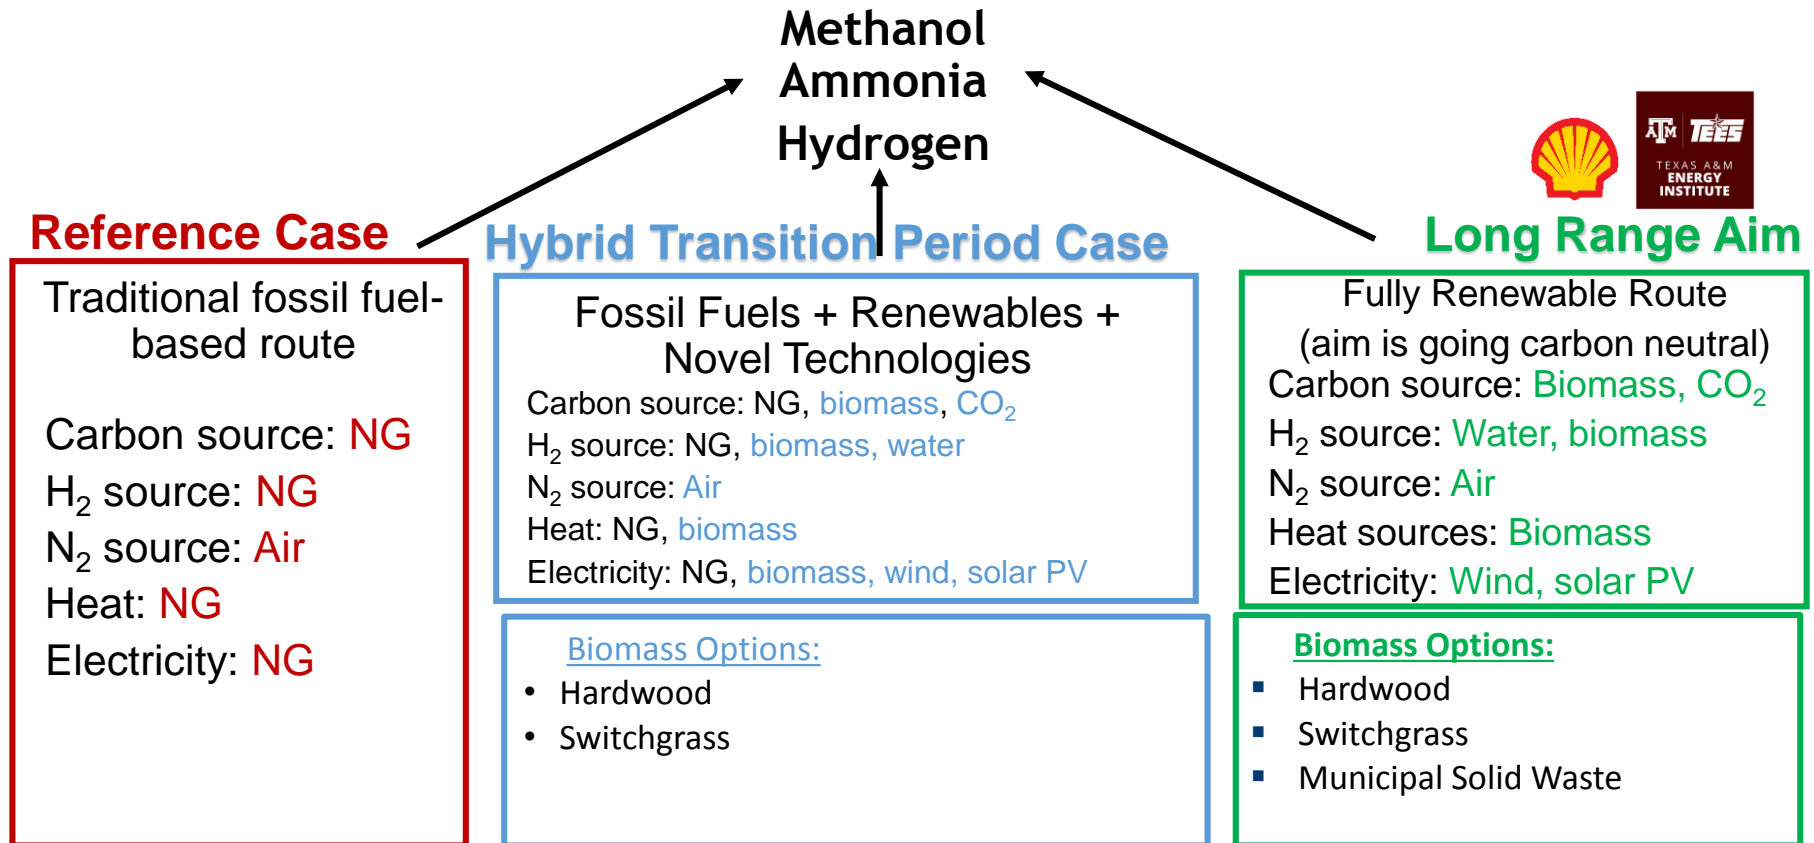 Methanol
Ammonia
Hydrogen
ĀM TEES
TEXAS A&M
ENERGY
INSTITUTE
Reference Case
Traditional fossil fuel-
based route
Carbon source: NG
H₂ source: NG
N₂ source: Air
Heat: NG
Electricity: NG
Hybrid Transition Period Case
Fossil Fuels + Renewables +
Novel Technologies
Carbon source: NG, biomass, CO₂
H₂ source: NG, biomass, water
N₂ source: Air
Heat: NG, biomass
Electricity: NG, biomass, wind, solar PV
Biomass Options:
• Hardwood
• Switchgrass
Long Range Aim
Fully Renewable Route
(aim is going carbon neutral)
Carbon source: Biomass, CO₂
H₂ source: Water, biomass
N₂ source: Air
Heat sources: Biomass
Electricity: Wind, solar PV
Biomass Options:
▪ Hardwood
▪ Switchgrass
▪ Municipal Solid Waste